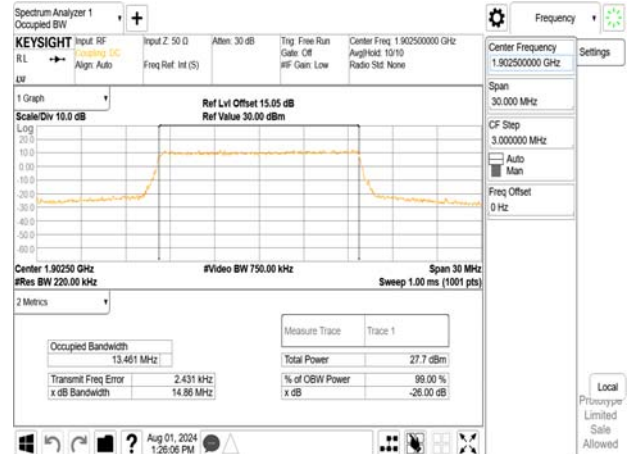 Spectrum Analyzer 1
Occupied BW
+
Frequency
KEYSIGHT
Input: RF
Coupling: DC
Align: Auto
Input Z: 50 Ω
Freq Ref: Int (S)
Atten: 30 dB
Trig: Free Run
Gate: Off
#IF Gain: Low
Center Freq: 1.902500000 GHz
Avg|Hold: 10/10
Radio Std: None
RL
LXI
Center Frequency
1.902500000 GHz
Settings
Span
30.000 MHz
CF Step
3.000000 MHz
Auto
Man
Freq Offset
0 Hz
1 Graph
Scale/Div 10.0 dB
Ref Lvl Offset 15.05 dB
Ref Value 30.00 dBm
Log
20.0
10.0
0.00
-10.0
-20.0
-30.0
-40.0
-50.0
-60.0
Center 1.90250 GHz
#Video BW 750.00 kHz
Span 30 MHz
#Res BW 220.00 kHz
Sweep 1.00 ms (1001 pts)
2 Metrics
Measure Trace
Trace 1
Occupied Bandwidth
13.461 MHz
Total Power
27.7 dBm
Transmit Freq Error
2.431 kHz
% of OBW Power
99.00 %
x dB Bandwidth
14.86 MHz
x dB
-26.00 dB
Local
Prototype
Limited
Sale
Allowed
?
Aug 01, 2024
1:26:06 PM